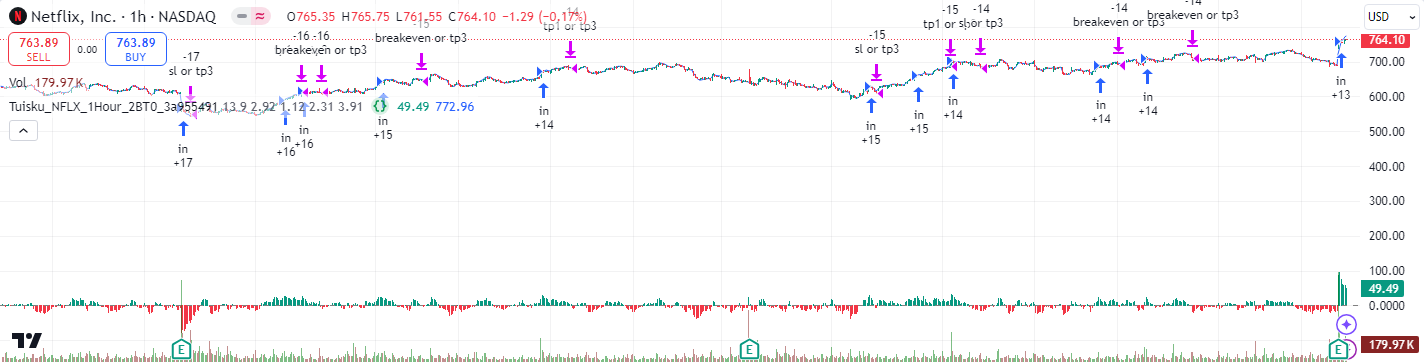 Netflix, Inc. · 1h · NASDAQ
O765.35 H765.75 L761.55 C764.10 −1.29 (−0.17%)
763.89
SELL
0.00
763.89
BUY
Vol 179.97K
Tuisku_NFLX_1Hour_2BT0_3a955491 13 9 2.92 1.12 2.31 3.91
49.49 772.96
-17
sl or tp3
in
+17
-16
-16
breakeven or tp3
in
+16
in
+16
-15
breakeven or tp3
in
+15
-14
tp1 or tp3
in
+14
-15
sl or tp3
in
+15
in
+15
-15
-14
tp1 or
sl or tp3
in
+14
-14
breakeven or tp3
in
+14
-14
breakeven or tp3
in
+14
in
+13
USD
764.10
700.00
600.00
500.00
400.00
300.00
200.00
100.00
49.49
0.0000
179.97K
E
E
E